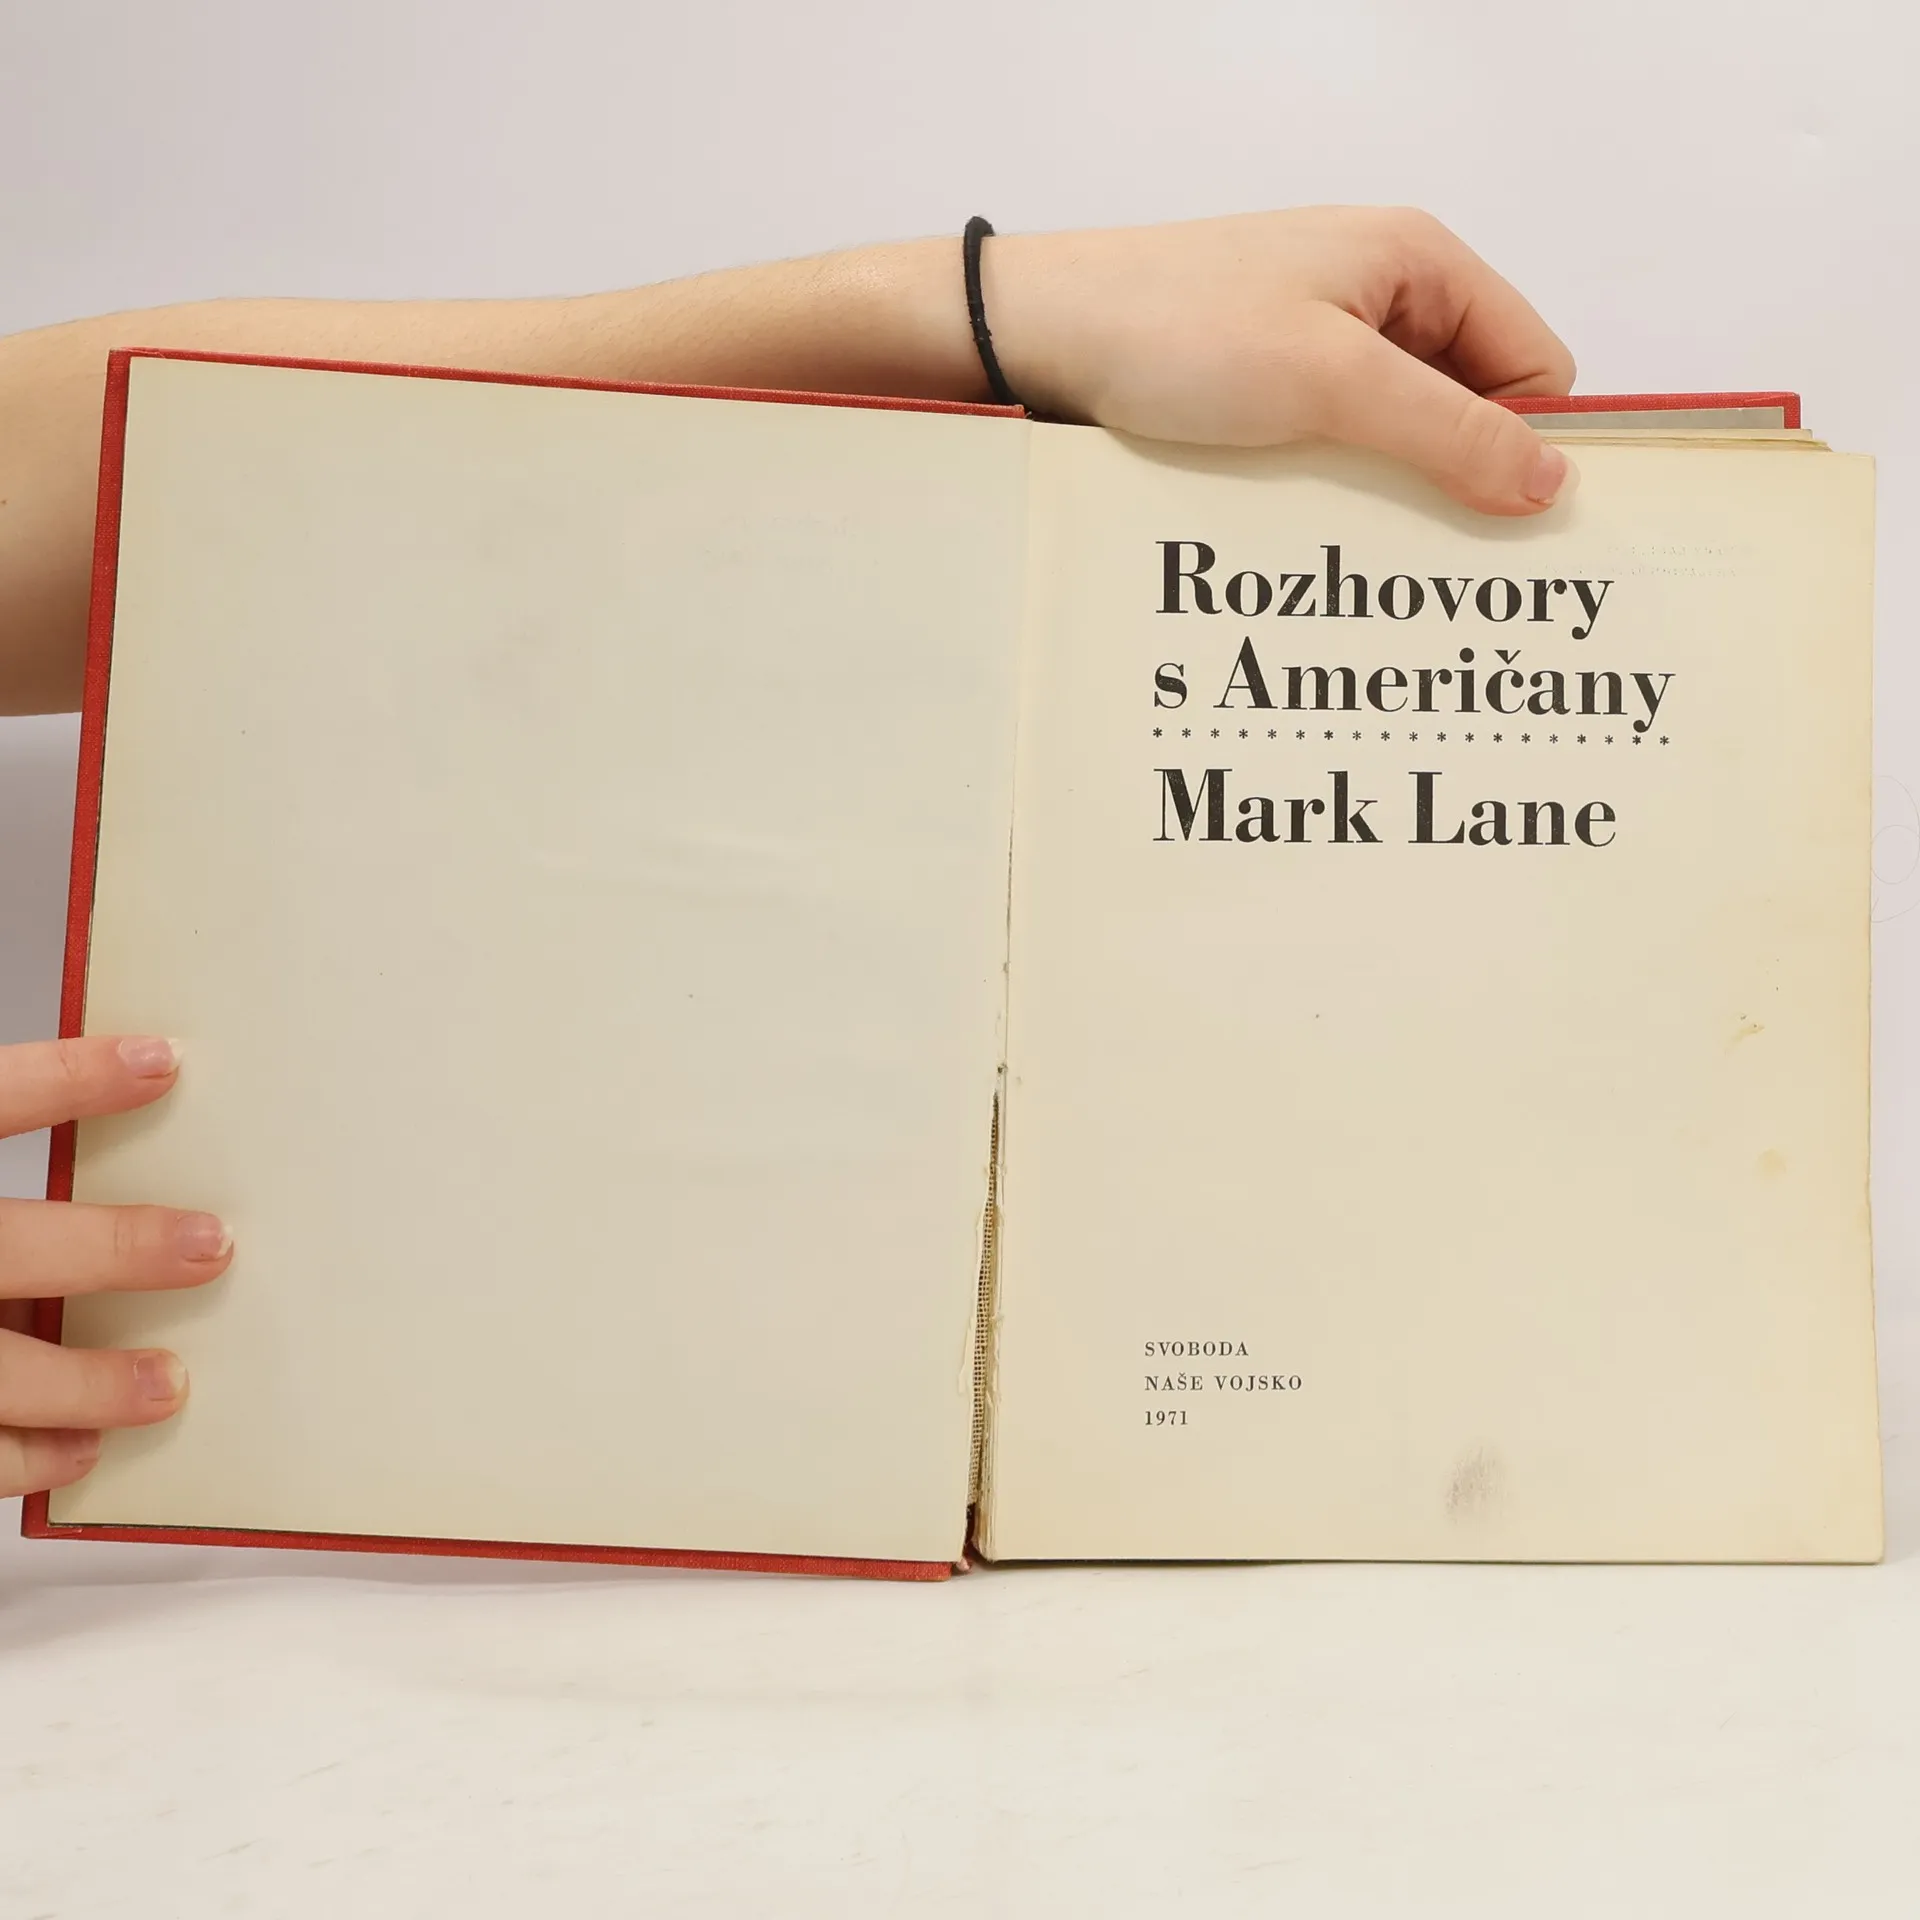 Rozhovory
s Američany
* * * * * * * * * * * * * * * * * * *
Mark Lane
SVOBODA
NAŠE VOJSKO
1971